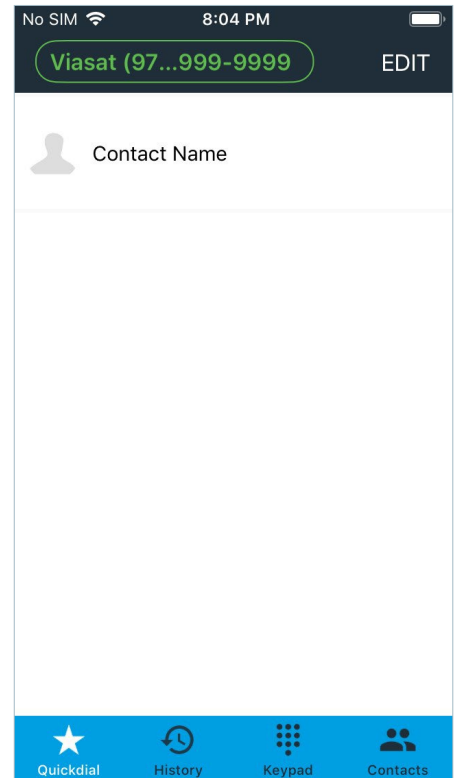 No SIM 8:04 PM
Viasat (97...999-9999 EDIT
Contact Name
Quickdial History Keypad Contacts